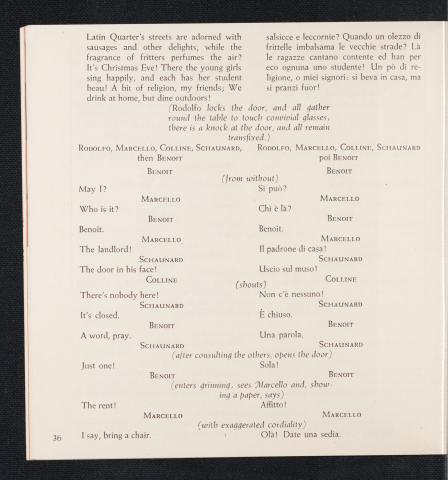 Latin Quarter's streets are adorned with
sausages and other delights, while the
fragrance of fritters perfumes the air?
It's Christmas Eve! There the young girls
sing happily, and each has her student
beau! A bit of religion, my friends; We
drink at home, but dine outdoors!
salsicce e leccornie? Quando un olezzo di
frittelle imbalsama le vecchie strade? Là
le ragazze cantano contente ed han per
eco ognuna uno studente! Un pò di re-
ligione, o miei signori: si beva in casa, ma
si pranzi fuor!
(Rodolfo locks the door, and all gather
round the table to touch convivial glasses,
there is a knock at the door, and all remain
transfixed.)
RODOLFO, MARCELLO, COLLINE, SCHAUNARD,
then BENOIT
RODOLFO, MARCELLO, COLLINE, SCHAUNARD
poi BENOIT
BENOIT BENOIT
(from without)
May I? Si può?
MARCELLO MARCELLO
Who is it? Chi è là?
BENOIT BENOIT
Benoit. Benoit.
MARCELLO MARCELLO
The landlord! Il padrone di casa!
SCHAUNARD SCHAUNARD
The door in his face! Uscio sul muso!
COLLINE COLLINE
(shouts)
There's nobody here! Non c'è nessuno!
SCHAUNARD SCHAUNARD
It's closed. È chiuso.
BENOIT BENOIT
A word, pray. Una parola.
SCHAUNARD SCHAUNARD
(after consulting the others, opens the door)
Just one! Sola!
BENOIT BENOIT
(enters grinning, sees Marcello and, show-
ing a paper, says)
The rent! Affitto!
MARCELLO MARCELLO
(with exaggerated cordiality)
I say, bring a chair. Olà! Date una sedia.
36